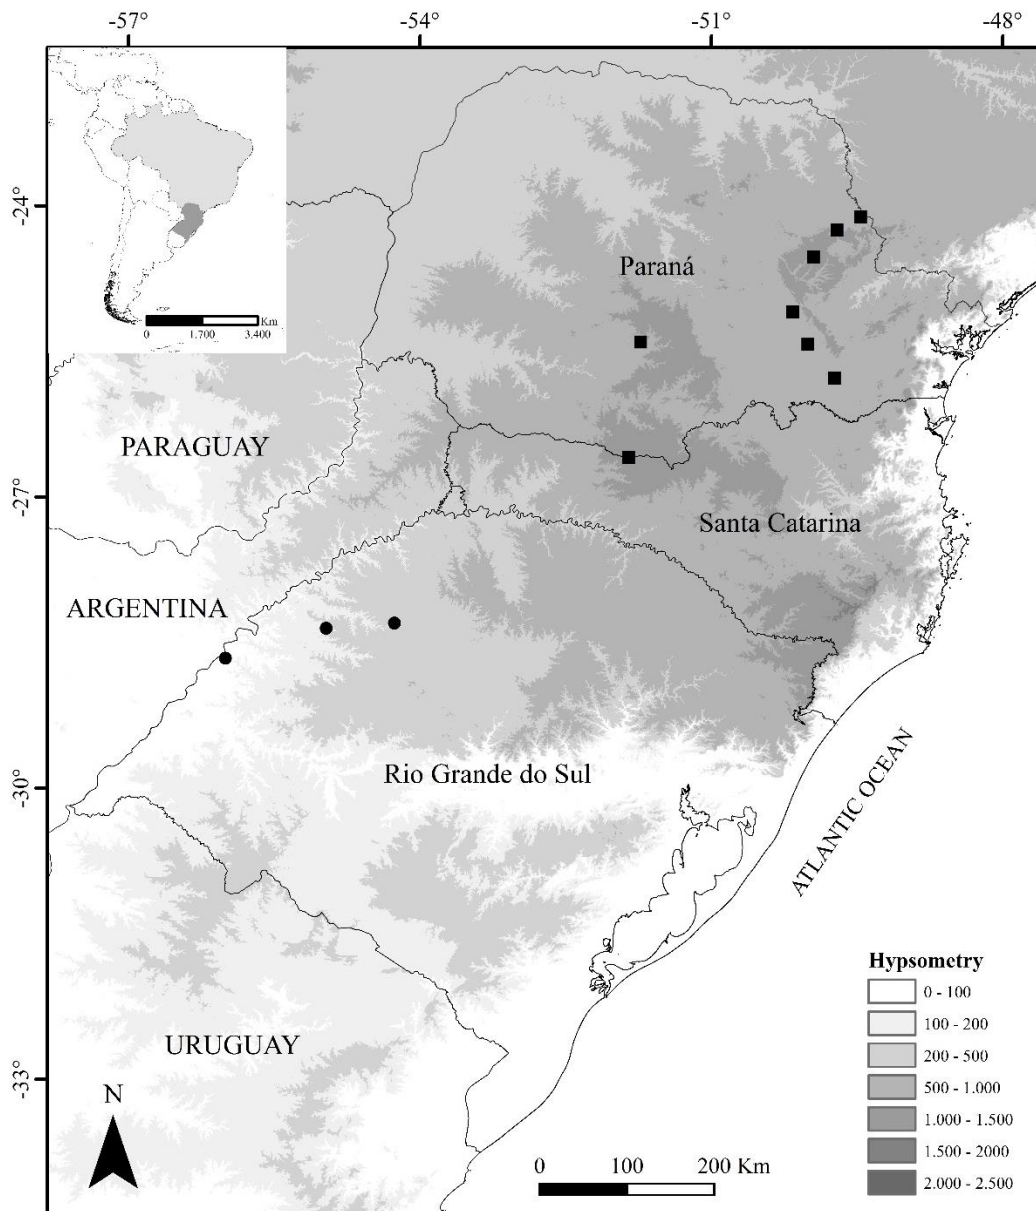 -57° -54° -51° -48°
Km
0 1.700 3.400
-24°
Paraná
PARAGUAY
-27°
Santa Catarina
ARGENTINA
Rio Grande do Sul
-30°
ATLANTIC OCEAN
Hypsometry
0 - 100
100 - 200
200 - 500
500 - 1.000
1.000 - 1.500
1.500 - 2000
2.000 - 2.500
URUGUAY
-33°
N
0 100 200 Km